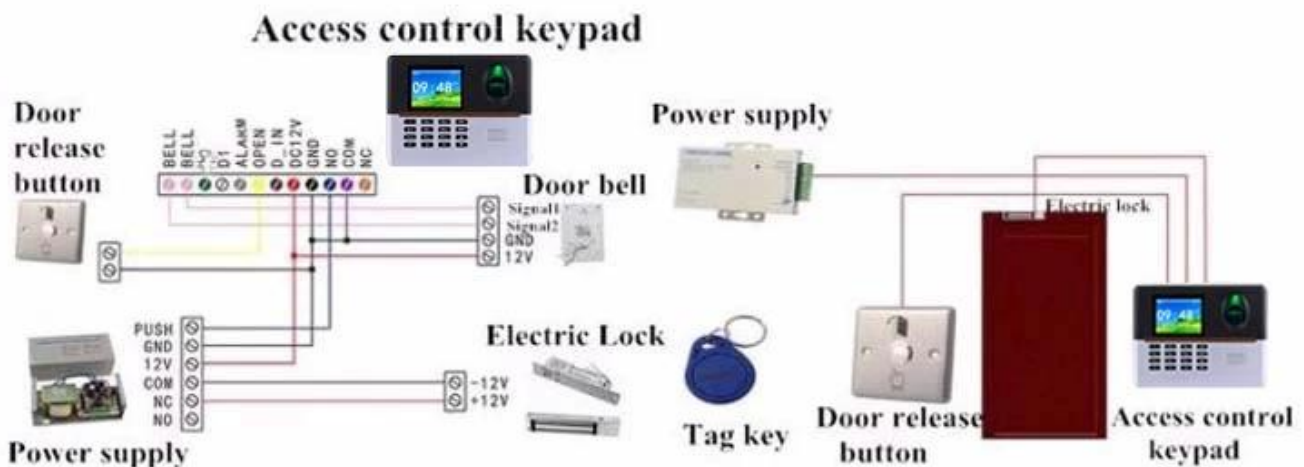 Access control keypad
09 48
Door
release
button
BELL
BELL
D1
ALARM
OPEN
D_IN
DC12V
GND
NO
COM
NC
Door bell
Signal1
Signal2
GND
12V
PUSH
GND
12V
COM
NC
NO
Power supply
Electric Lock
-12V
+12V
Tag key
Power supply
Electric lock
09:48
Door release
button
Access control
keypad